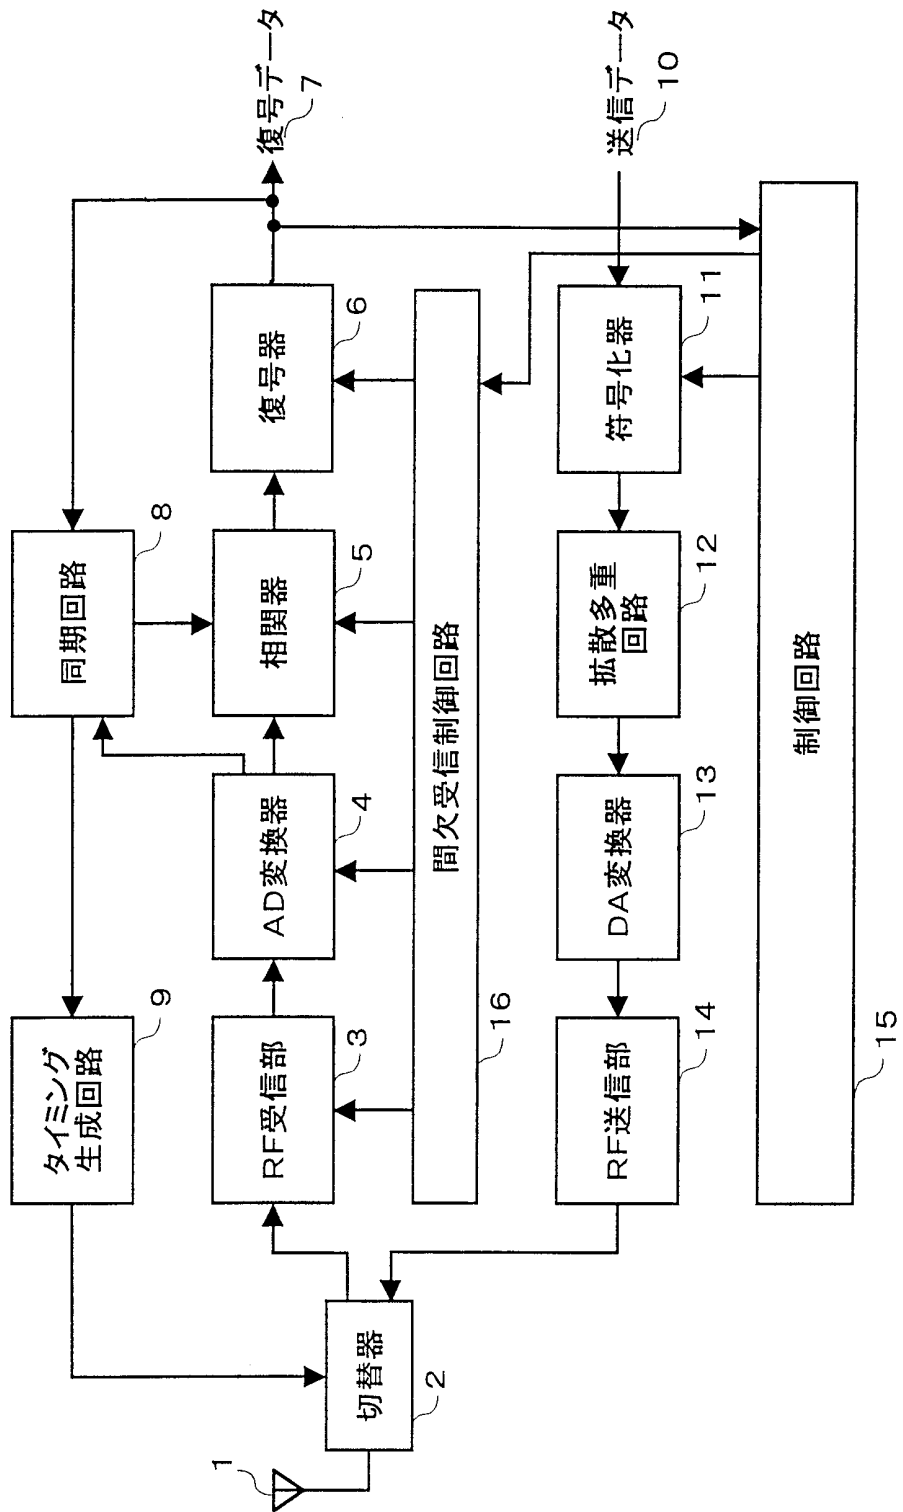 1
切替器
2
タイミング
生成回路
9
同期回路
8
RF受信部
3
AD変換器
4
相関器
5
復号器
6
復号データ
7
間欠受信制御回路
16
RF送信部
14
DA変換器
13
拡散多重
回路
12
符号化器
11
送信データ
10
制御回路
15